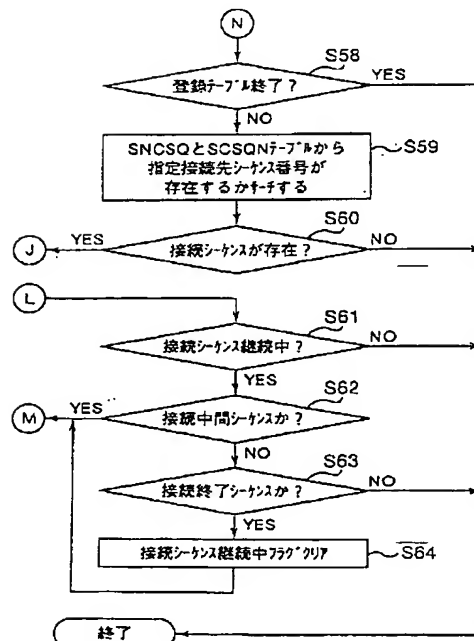 N
S58
登録テーブル終了？
YES
NO
SNCSQとSCSQNテーブルから
指定接続先シーケンス番号が
存在するかサーチする
S59
S60
J
YES
接続シーケンスが存在？
NO
L
S61
接続シーケンス継続中？
NO
YES
S62
M
YES
接続中間シーケンスか？
NO
S63
接続終了シーケンスか？
NO
YES
接続シーケンス継続中フラグクリア
S64
終了